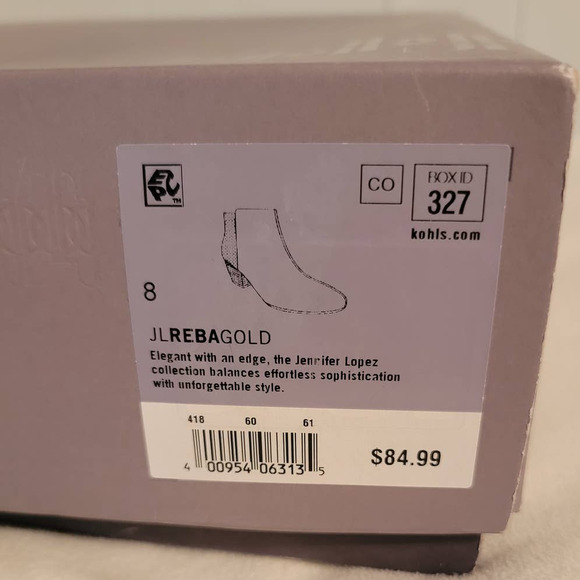 EPC™
CO
BOX ID
327
kohls.com
8
JLREBAGOLD
Elegant with an edge, the Jennifer Lopez
collection balances effortless sophistication
with unforgettable style.
418 60 61
4 00954 06313 5
$84.99